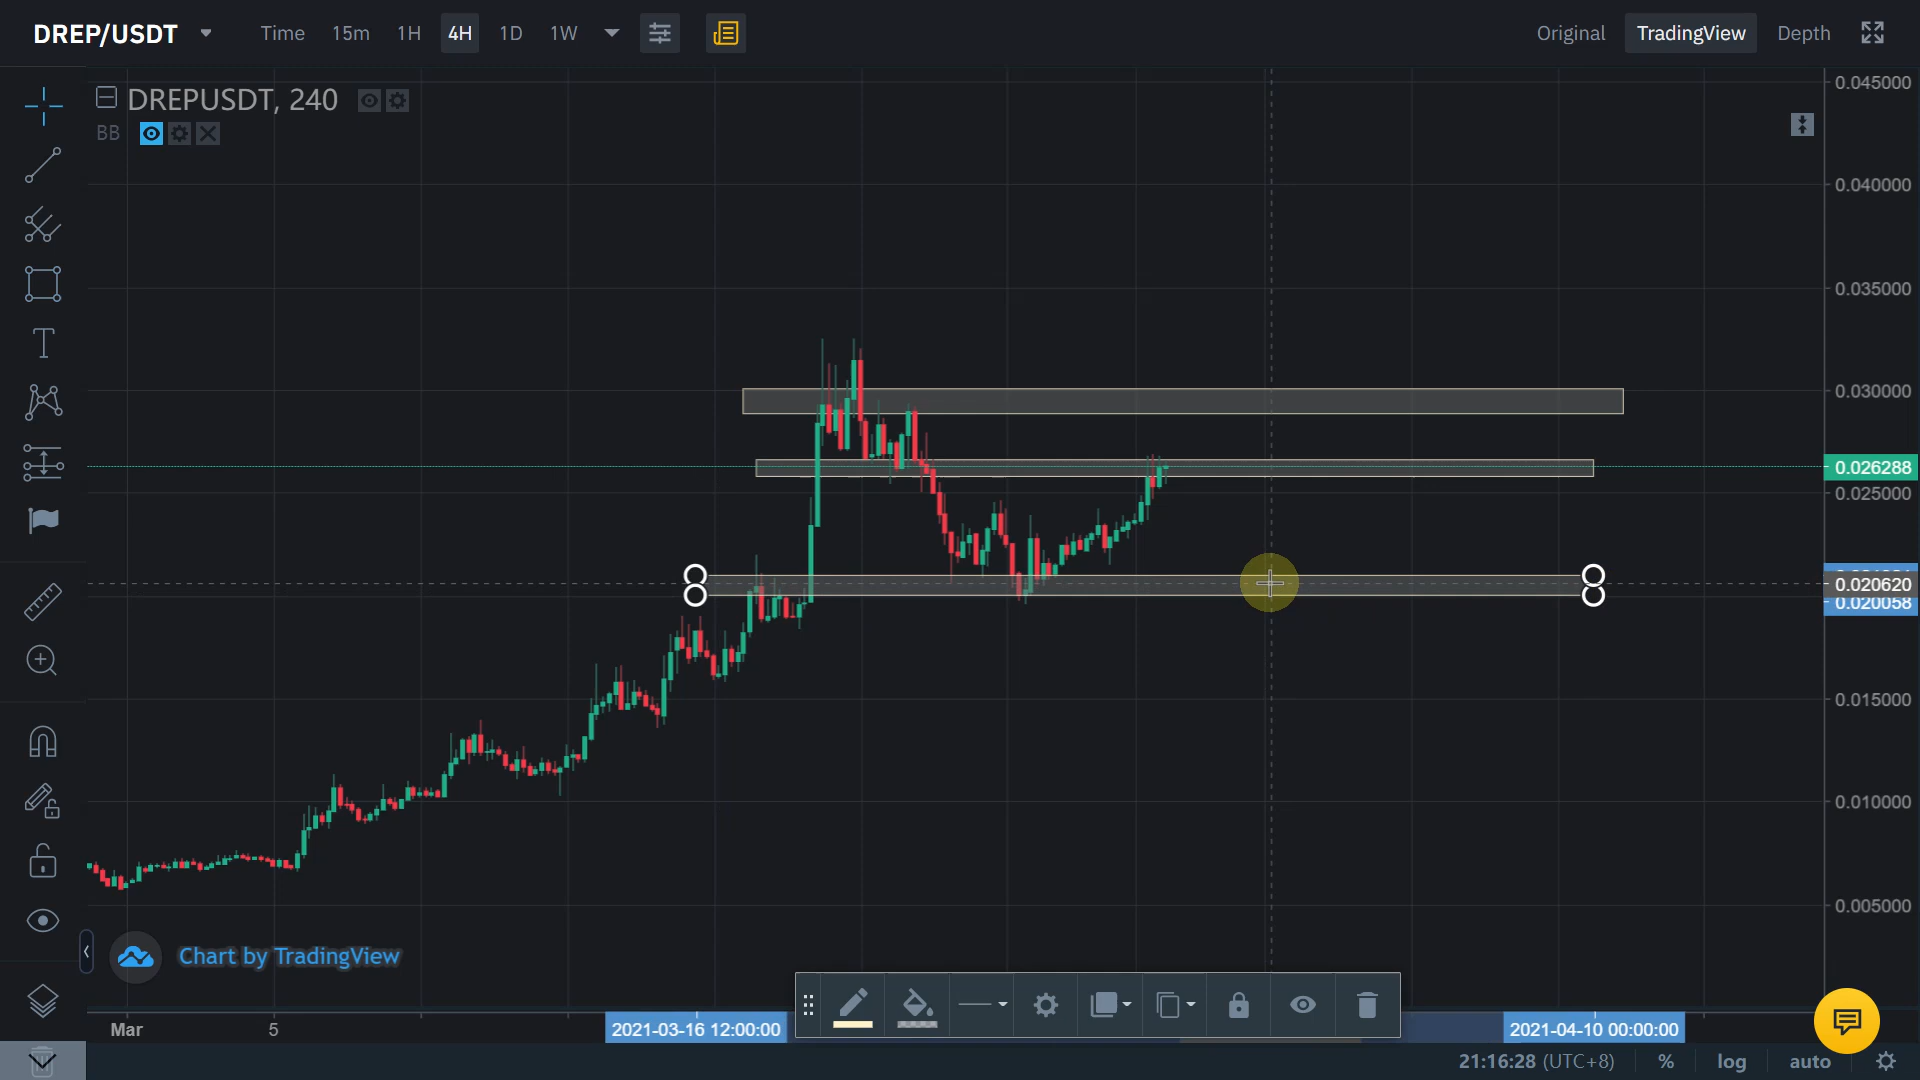 DREP/USDT Time 15m 1H 4H 1D 1W Original TradingView Depth
DREPUSDT, 240
BB
0.045000
0.040000
0.035000
0.030000
0.026288
0.025000
0.020620
0.020058
0.015000
0.010000
0.005000
Chart by TradingView
Mar 5 2021-03-16 12:00:00 2021-04-10 00:00:00
21:16:28 (UTC+8) % log auto